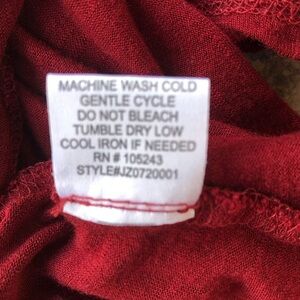 MACHINE WASH COLD
GENTLE CYCLE
DO NOT BLEACH
TUMBLE DRY LOW
COOL IRON IF NEEDED
RN # 105243
STYLE#JZ0720001